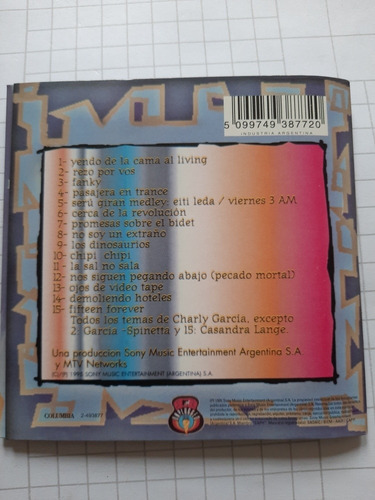 5 099749 387720
INDUSTRIA ARGENTINA
1- yendo de la cama al living
2- rezo por vos
3- fanky
4- pasajera en trance
5- serú giran medley: eiti leda / viernes 3 AM
6- cerca de la revolución
7- promesas sobre el bidet
8- no soy un extraño
9- los dinosaurios
10- chipi chipi
11- la sal no sala
12- nos siguen pegando abajo (pecado mortal)
13- ojos de video tape
14- demoliendo hoteles
15- fifteen forever
Todos los temas de Charly García, excepto
2: García -Spinetta y 15: Casandra Lange.
Una produccion Sony Music Entertainment Argentina S.A.
y MTV Networks
SONY MUSIC ENTERTAINMENT (ARGENTINA) S.A.
COLUMBIA